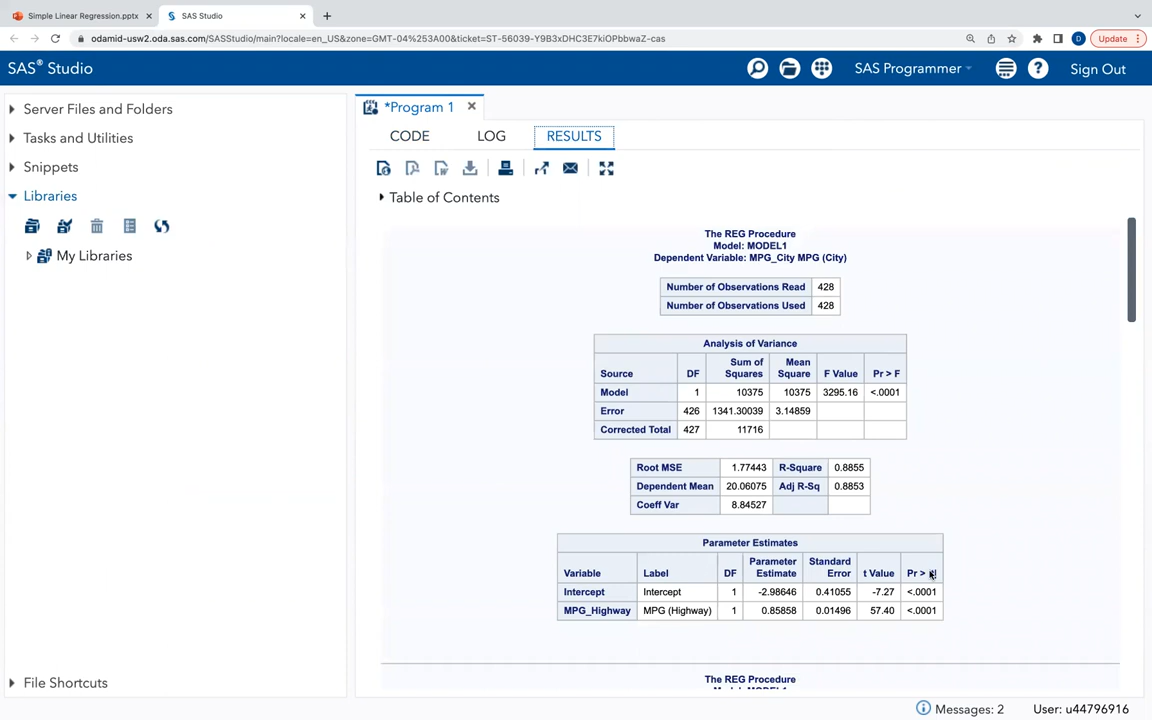 Simple Linear Regression.pptx
SAS Studio
odamid-usw2.oda.sas.com/SASStudio/main?locale=en_US&zone=GMT-04%253A00&ticket=ST-56039-Y9B3xDHC3E7kiOPbbwaZ-cas
D
Update
SAS® Studio
SAS Programmer
Sign Out
Server Files and Folders
Tasks and Utilities
Snippets
Libraries
My Libraries
File Shortcuts
*Program 1
CODE LOG RESULTS
Table of Contents
The REG Procedure
Model: MODEL1
Dependent Variable: MPG_City MPG (City)
Number of Observations Read 428
Number of Observations Used 428
Analysis of Variance
Source DF Sum of Squares Mean Square F Value Pr > F
Model 1 10375 10375 3295.16 <.0001
Error 426 1341.30039 3.14859
Corrected Total 427 11716
Root MSE 1.77443 R-Square 0.8855
Dependent Mean 20.06075 Adj R-Sq 0.8853
Coeff Var 8.84527
Parameter Estimates
Variable Label DF Parameter Estimate Standard Error t Value Pr >
Intercept Intercept 1 -2.98646 0.41055 -7.27 <.0001
MPG_Highway MPG (Highway) 1 0.85858 0.01496 57.40 <.0001
The REG Procedure
Messages: 2
User: u44796916